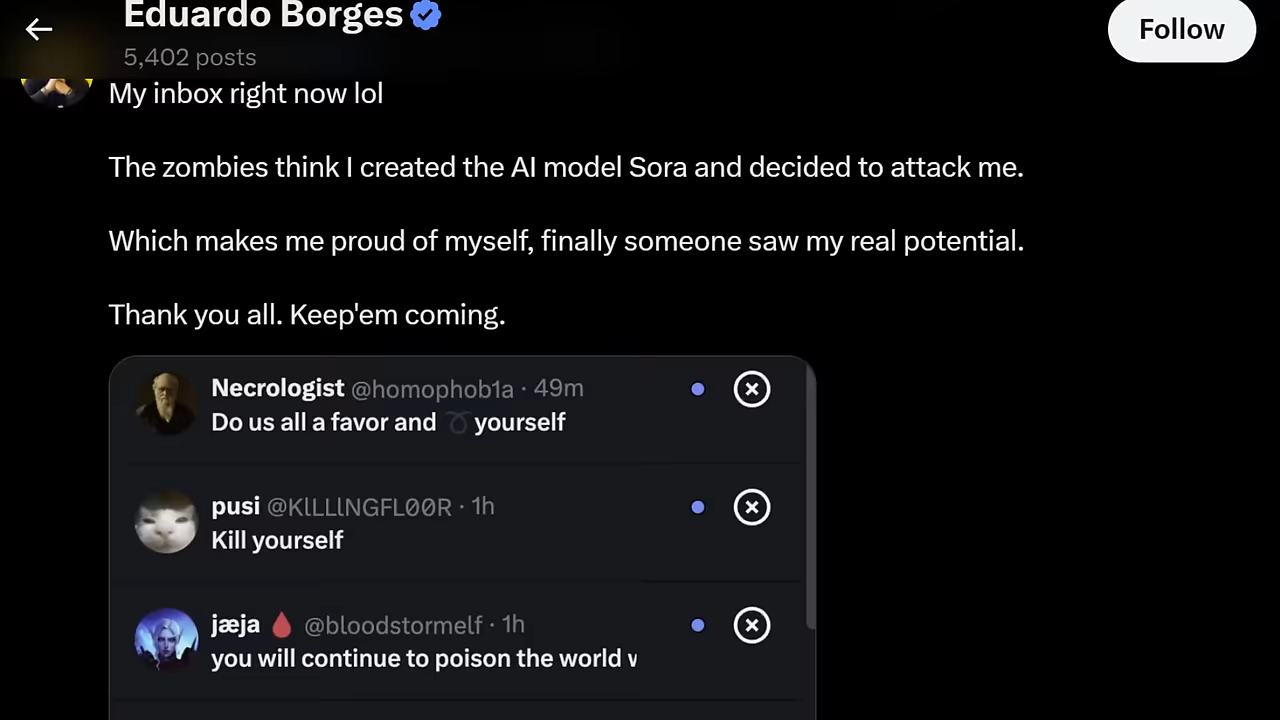 Eduardo Borges
5,402 posts
Follow
My inbox right now lol
The zombies think I created the AI model Sora and decided to attack me.
Which makes me proud of myself, finally someone saw my real potential.
Thank you all. Keep'em coming.
Necrologist @homophob1a · 49m
Do us all a favor and ➰ yourself
pusi @KlLLlNGFL00R · 1h
Kill yourself
jæja 🩸 @bloodstormelf · 1h
you will continue to poison the world